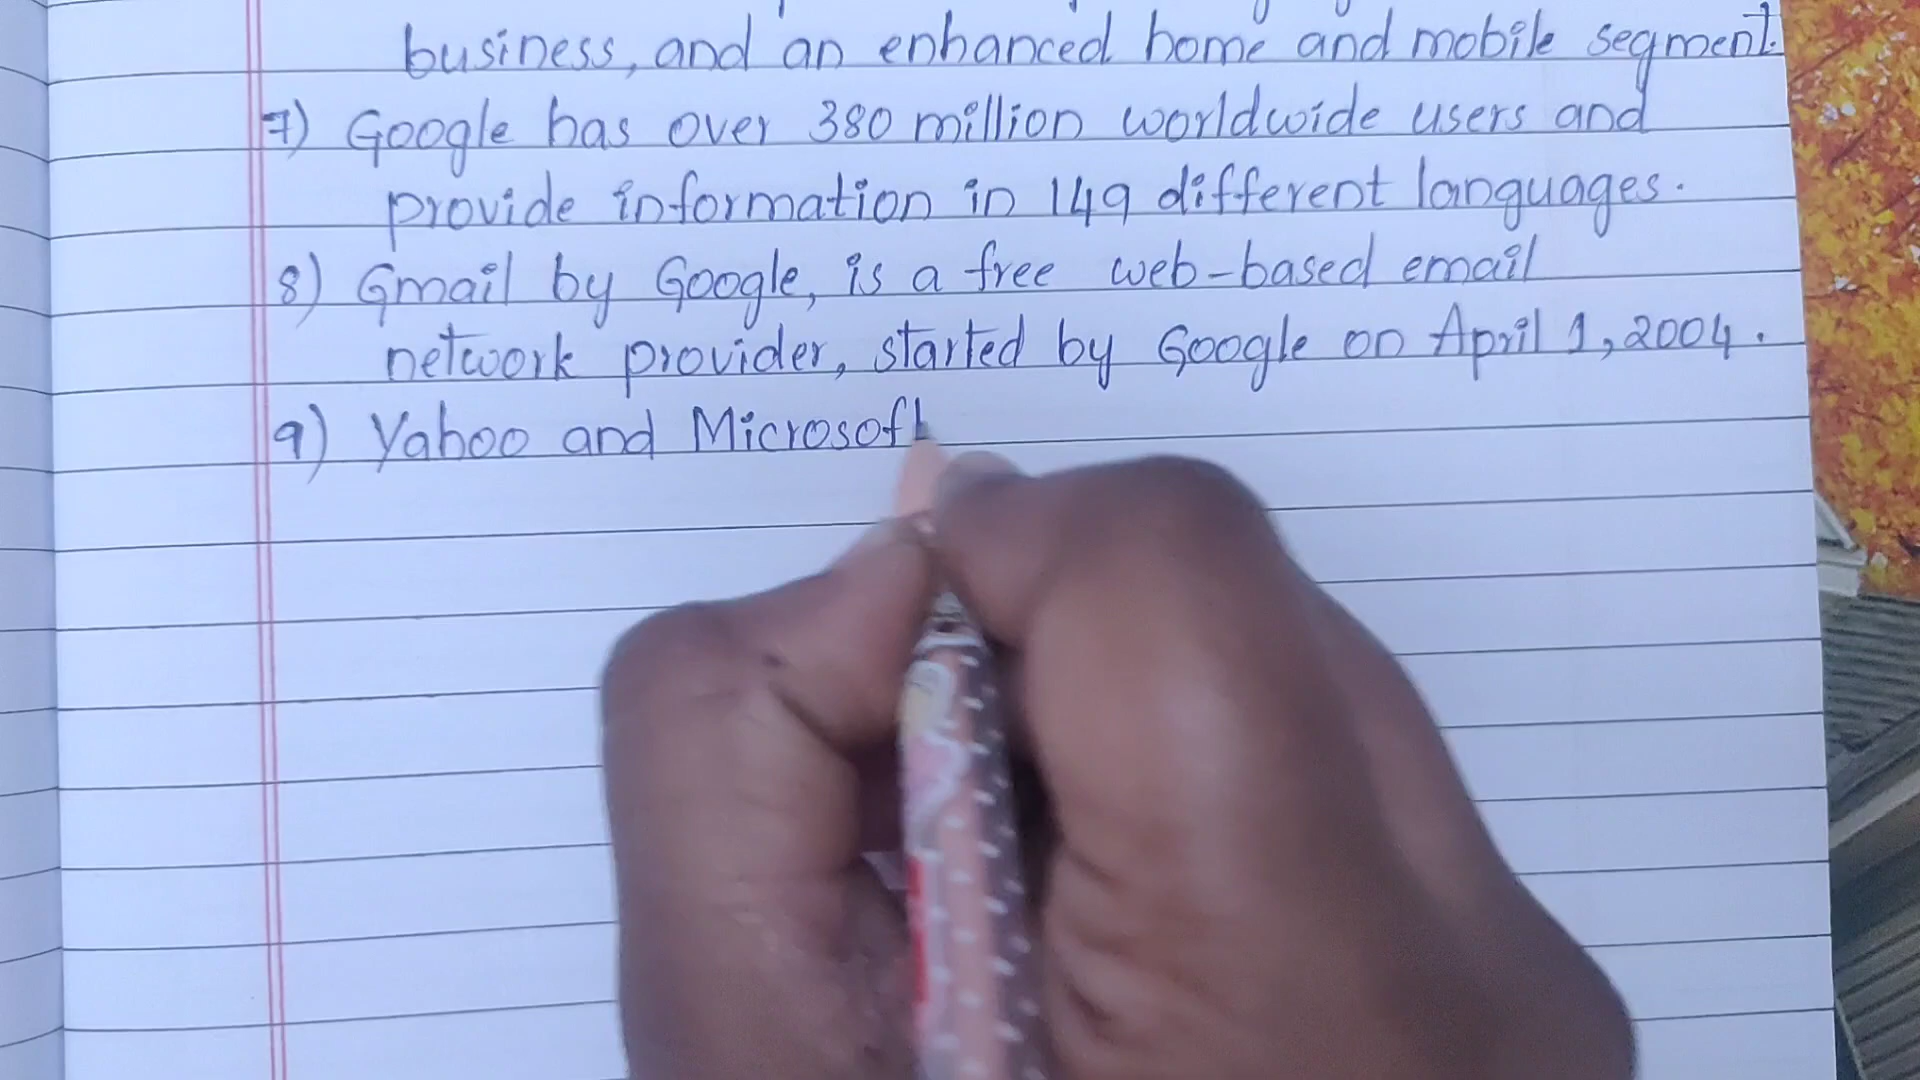 business, and an enhanced home and mobile segment.
7) Google has over 380 million worldwide users and
provide information in 149 different languages.
8) Gmail by Google, is a free web-based email
network provider, started by Google on April 1, 2004.
9) Yahoo and Microsoft